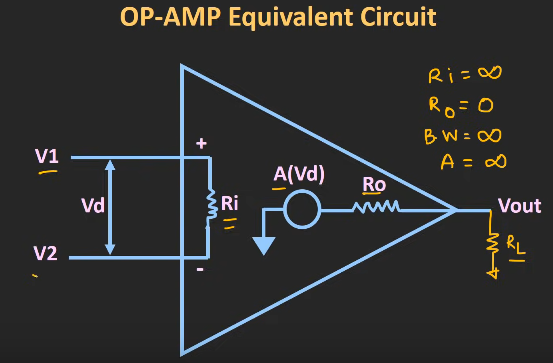 OP-AMP Equivalent Circuit
Ri = ∞
Ro = 0
BW = ∞
A = ∞
V1
+
A(Vd)
Ro
Vd
Ri
Vout
V2
-
RL